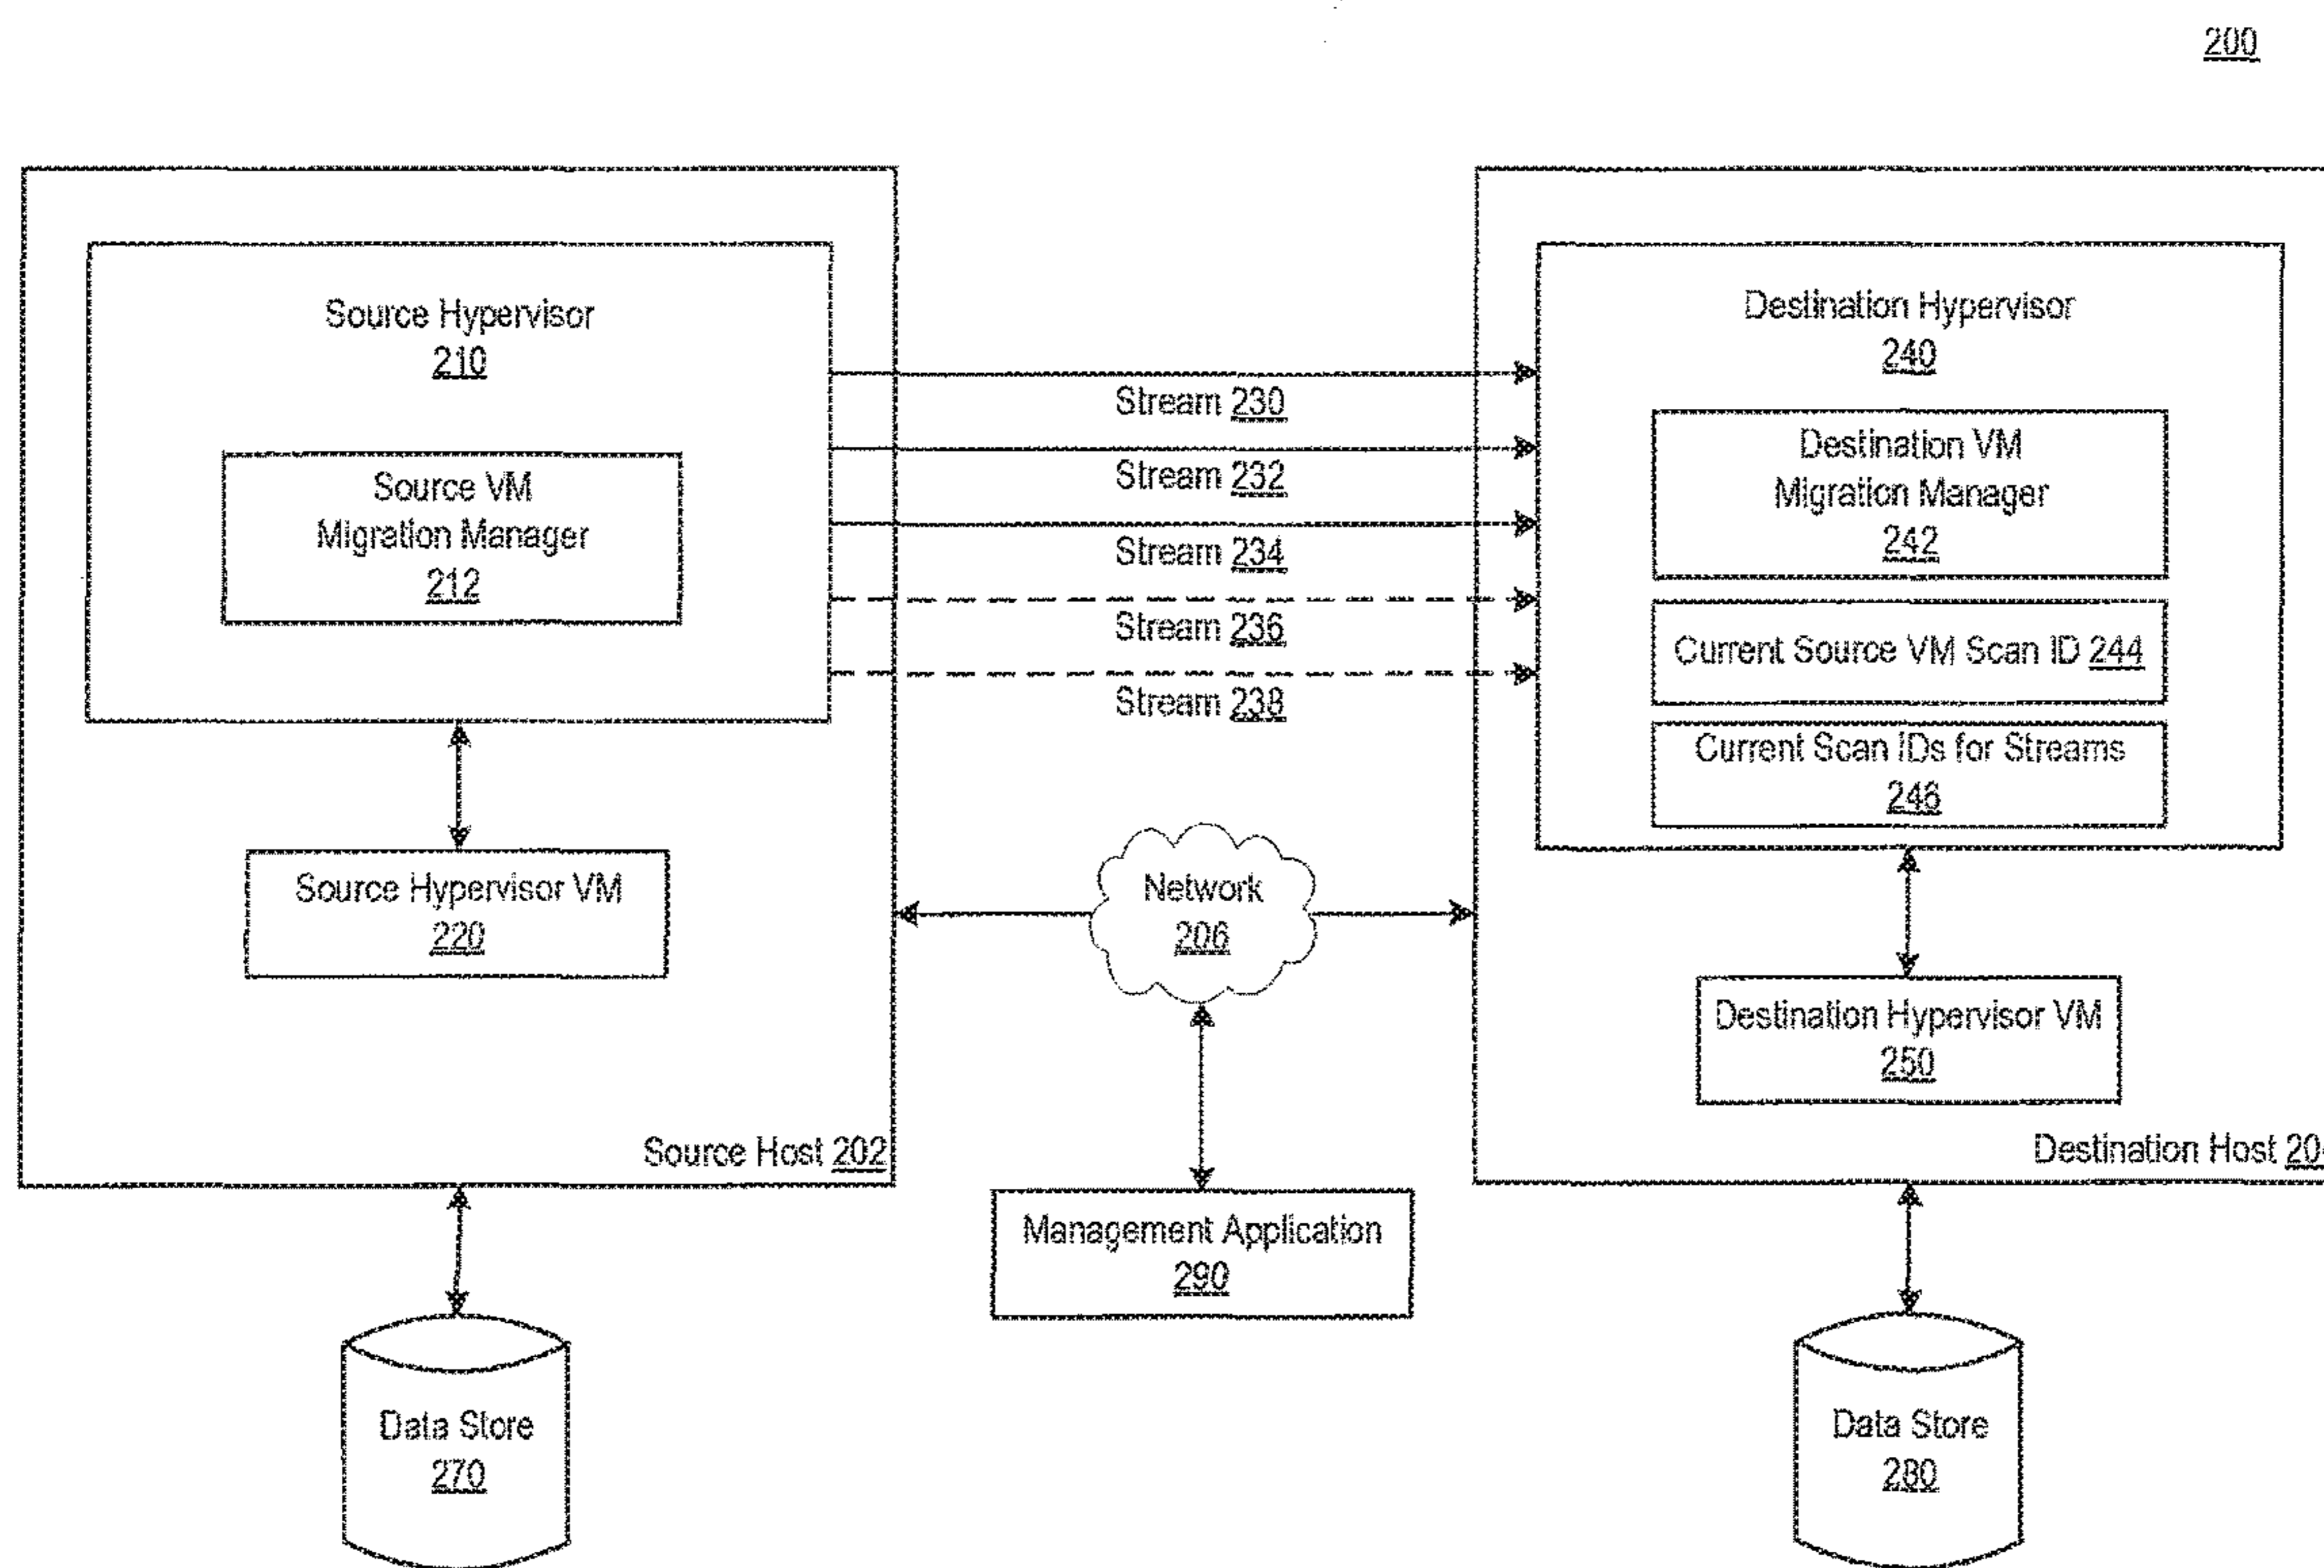 200
Source Hypervisor
210
Source VM
Migration Manager
212
Source Hypervisor VM
220
Source Host 202
Data Store
270
Stream 230
Stream 232
Stream 234
Stream 236
Stream 238
Network
206
Management Application
290
Destination Hypervisor
240
Destination VM
Migration Manager
242
Current Source VM Scan ID 244
Current Scan IDs for Streams
246
Destination Hypervisor VM
250
Destination Host
Data Store
280